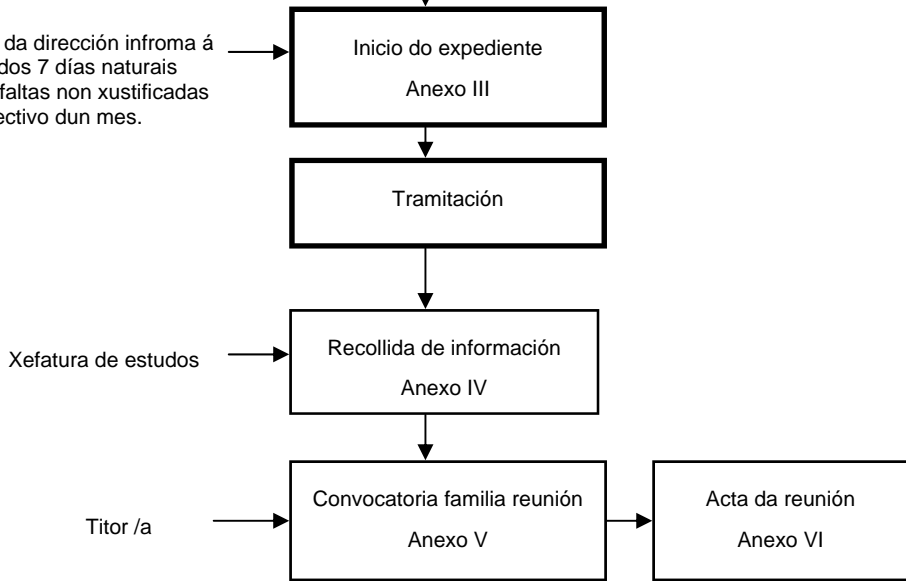 da dirección infroma á
dos 7 días naturais
faltas non xustificadas
ectivo dun mes.
Inicio do expediente
Anexo III
Tramitación
Xefatura de estudos
Recollida de información
Anexo IV
Titor /a
Convocatoria familia reunión
Anexo V
Acta da reunión
Anexo VI